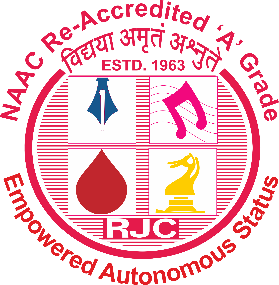 NAAC Re-Accredited 'A' Grade
विद्यया अमृतं अश्नुते
ESTD. 1963
RJC
Empowered Autonomous Status